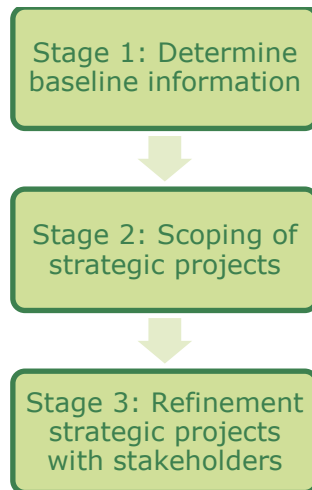 Stage 1: Determine
baseline information
Stage 2: Scoping of
strategic projects
Stage 3: Refinement
strategic projects
with stakeholders